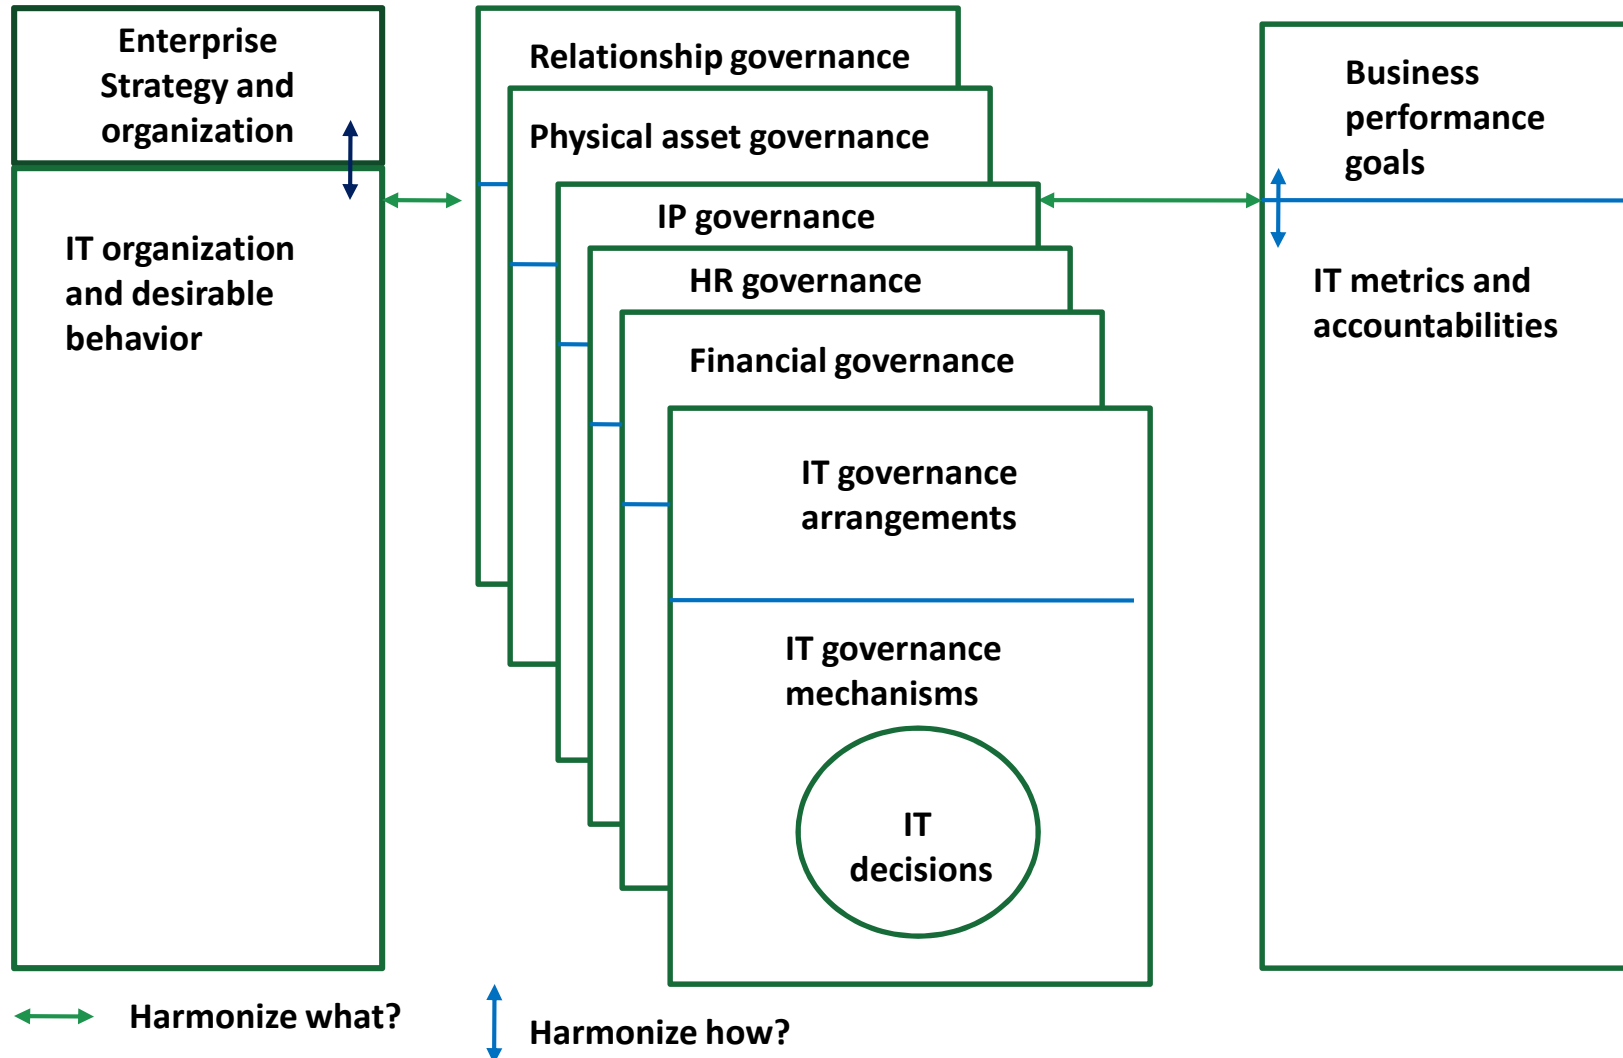 Enterprise
Strategy and
organization
IT organization
and desirable
behavior
Relationship governance
Physical asset governance
IP governance
HR governance
Financial governance
IT governance
arrangements
IT governance
mechanisms
IT
decisions
Business
performance
goals
IT metrics and
accountabilities
Harmonize what?
Harmonize how?